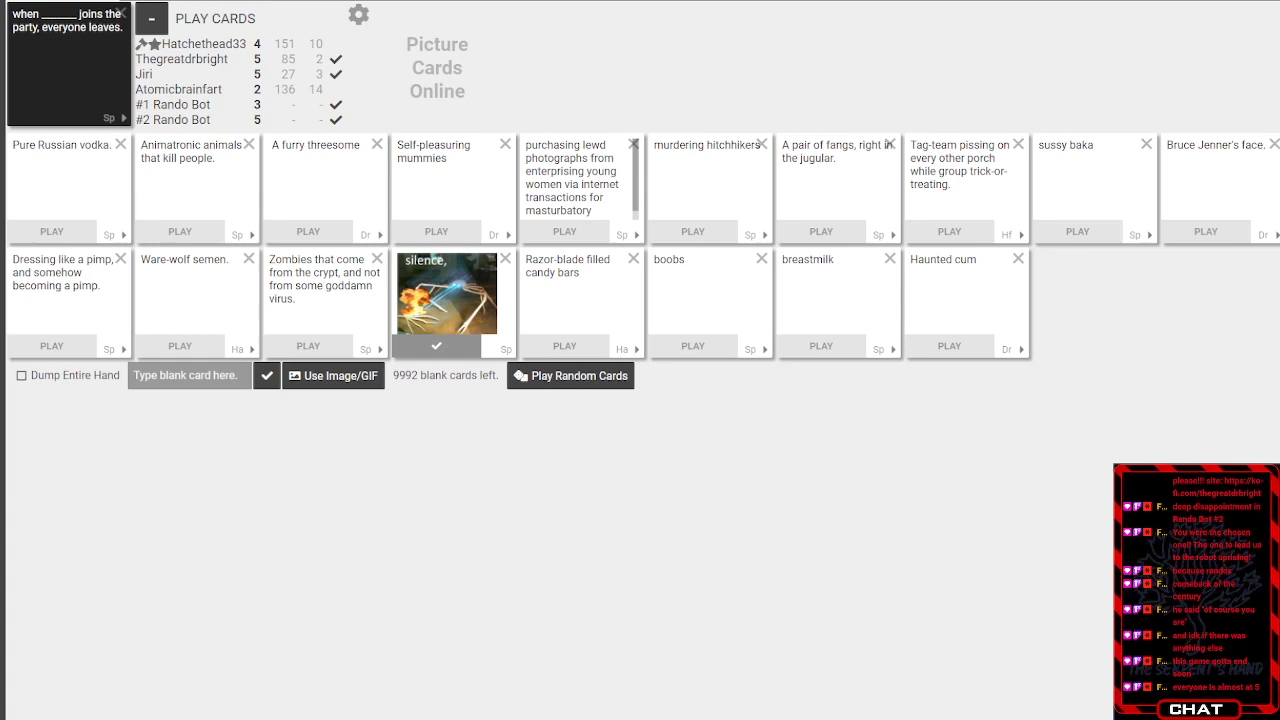 when _______ joins the
party, everyone leaves.
Sp
-
PLAY CARDS
Hatchethead33 4 151 10
Thegreatdrbright 5 85 2
Jiri 5 27 3
Atomicbrainfart 2 136 14
#1 Rando Bot 3 - -
#2 Rando Bot 5 - -
Picture
Cards
Online
Pure Russian vodka.
PLAY Sp
Animatronic animals
that kill people.
PLAY Sp
A furry threesome
PLAY Dr
Self-pleasuring
mummies
PLAY Dr
purchasing lewd
photographs from
enterprising young
women via internet
transactions for
masturbatory
PLAY Sp
murdering hitchhikers
PLAY Sp
A pair of fangs, right in
the jugular.
PLAY Sp
Tag-team pissing on
every other porch
while group trick-or-
treating.
PLAY Hf
sussy baka
PLAY Sp
Bruce Jenner's face.
PLAY Dr
Dressing like a pimp,
and somehow
becoming a pimp.
PLAY Sp
Ware-wolf semen.
PLAY Ha
Zombies that come
from the crypt, and not
from some goddamn
virus.
PLAY Sp
silence,
Sp
Razor-blade filled
candy bars
PLAY Ha
boobs
PLAY Sp
breastmilk
PLAY Sp
Haunted cum
PLAY Dr
Dump Entire Hand
Type blank card here.
Use Image/GIF
9992 blank cards left.
Play Random Cards
please!!! site: https://ko-
fi.com/thegreatdrbright
F... deep disappointment in
Rando Bot #2
F... You were the chosen
one!! The one to lead us
to the robot uprising!
F... because randos
F... comeback of the
century
F... he said "of course you
are"
F... and idk if there was
anything else
F... this game gotta end
soon
F... everyone is almost at 5
THE SERPENT'S HAND
CHAT